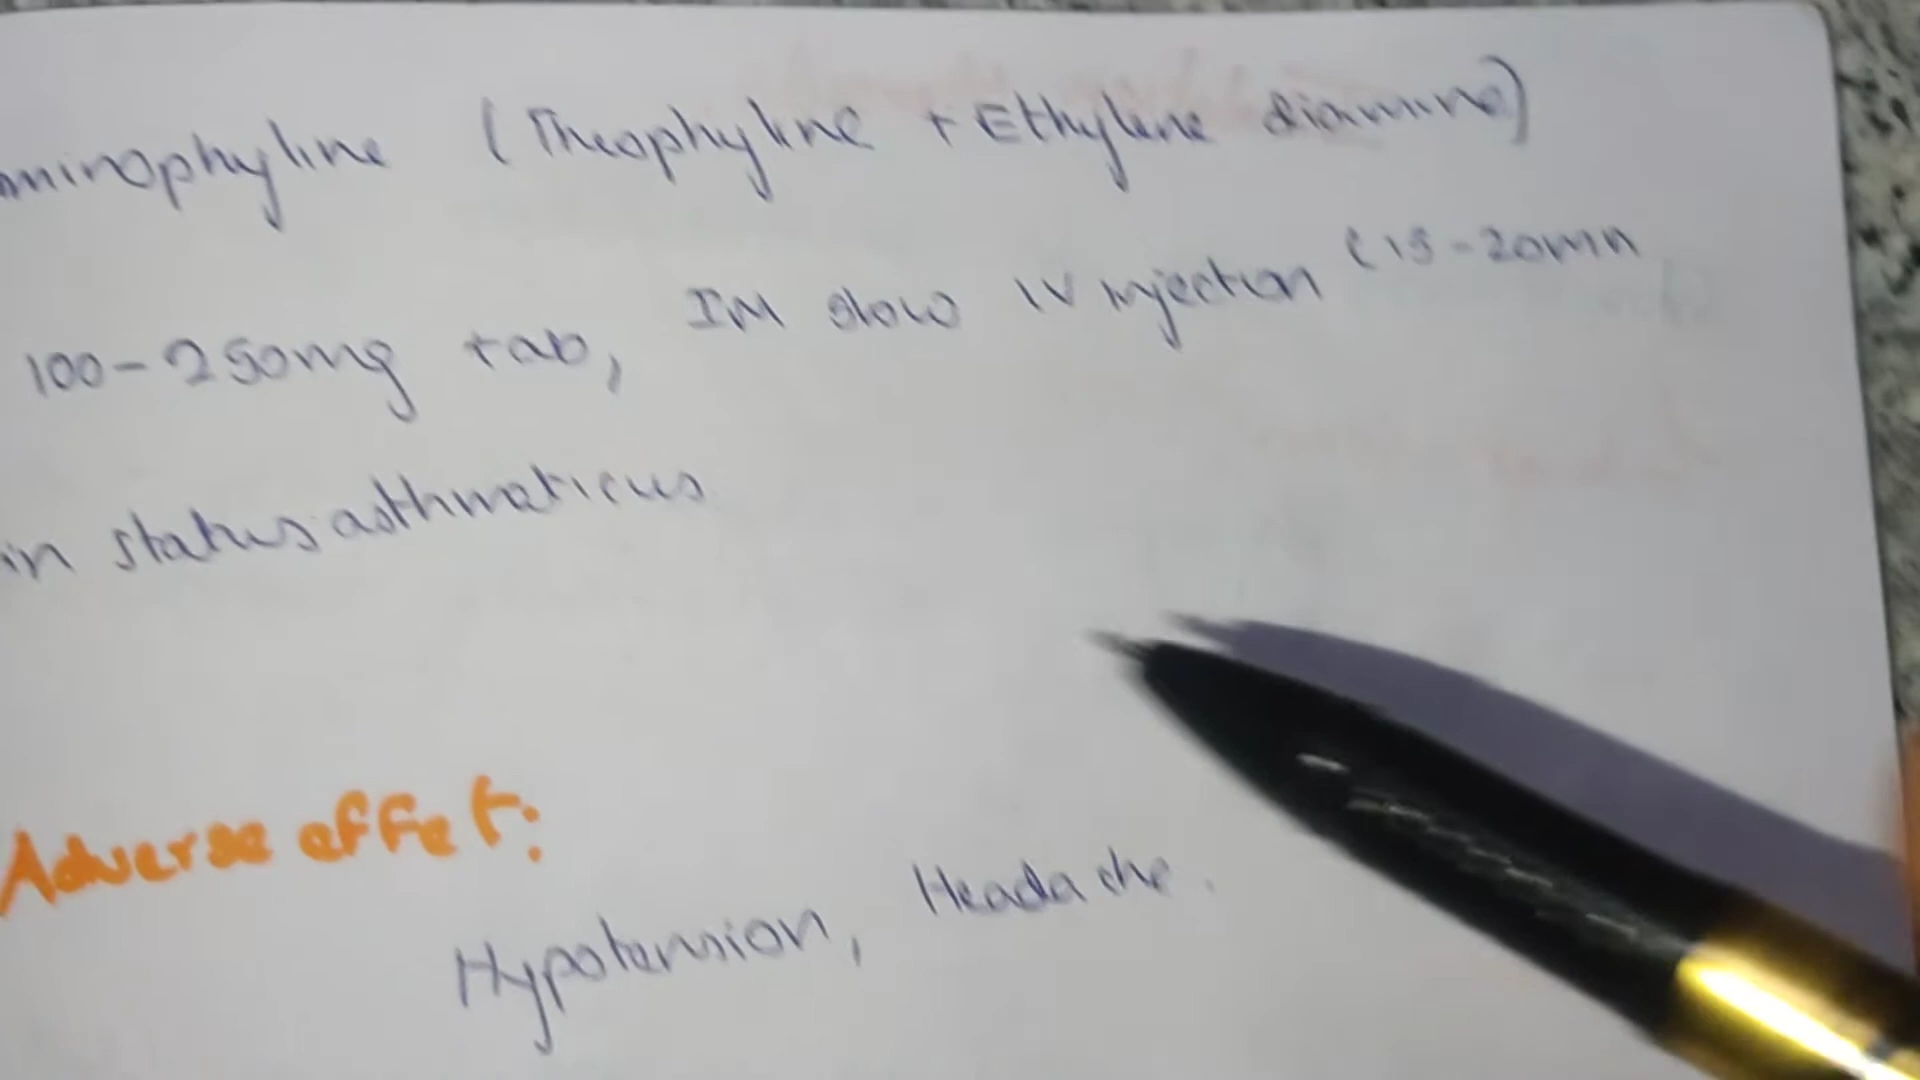 minophyline (Theophyline + Ethylene diamine)
100-250mg tab, IM slow IV injection (15-20mn
in status asthmaticus
Adverse effet:
Hypotension, Headache.